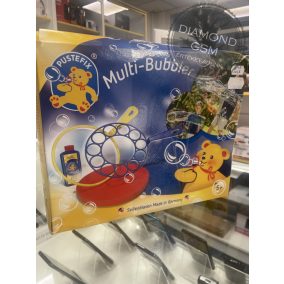 DIAMOND
GSM
PUSTEFIX
Multi-Bubbler
5+
Seifenblasen Made in Germany